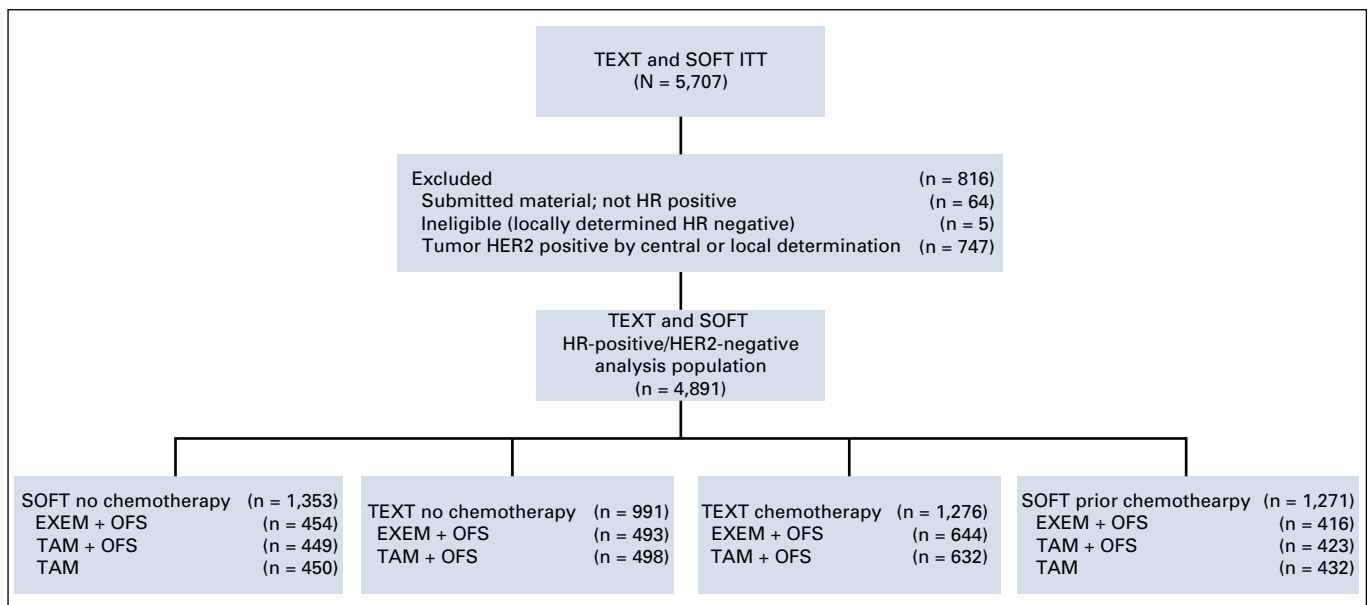 TEXT and SOFT ITT
(N = 5,707)
Excluded (n = 816)
Submitted material; not HR positive (n = 64)
Ineligible (locally determined HR negative) (n = 5)
Tumor HER2 positive by central or local determination (n = 747)
TEXT and SOFT
HR-positive/HER2-negative
analysis population
(n = 4,891)
SOFT no chemotherapy (n = 1,353)
EXEM + OFS (n = 454)
TAM + OFS (n = 449)
TAM (n = 450)
TEXT no chemotherapy (n = 991)
EXEM + OFS (n = 493)
TAM + OFS (n = 498)
TEXT chemotherapy (n = 1,276)
EXEM + OFS (n = 644)
TAM + OFS (n = 632)
SOFT prior chemothearpy (n = 1,271)
EXEM + OFS (n = 416)
TAM + OFS (n = 423)
TAM (n = 432)